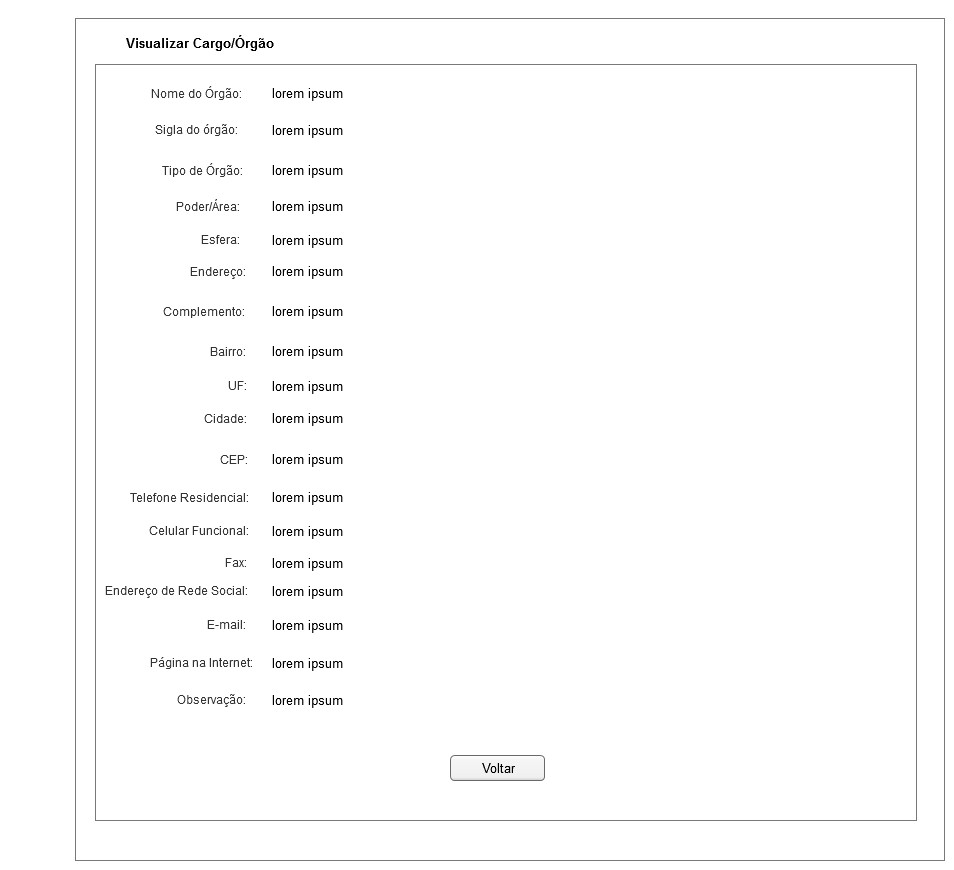 Visualizar Cargo/Órgão
Nome do Órgão: lorem ipsum
Sigla do órgão: lorem ipsum
Tipo de Órgão: lorem ipsum
Poder/Área: lorem ipsum
Esfera: lorem ipsum
Endereço: lorem ipsum
Complemento: lorem ipsum
Bairro: lorem ipsum
UF: lorem ipsum
Cidade: lorem ipsum
CEP: lorem ipsum
Telefone Residencial: lorem ipsum
Celular Funcional: lorem ipsum
Fax: lorem ipsum
Endereço de Rede Social: lorem ipsum
E-mail: lorem ipsum
Página na Internet: lorem ipsum
Observação: lorem ipsum
Voltar